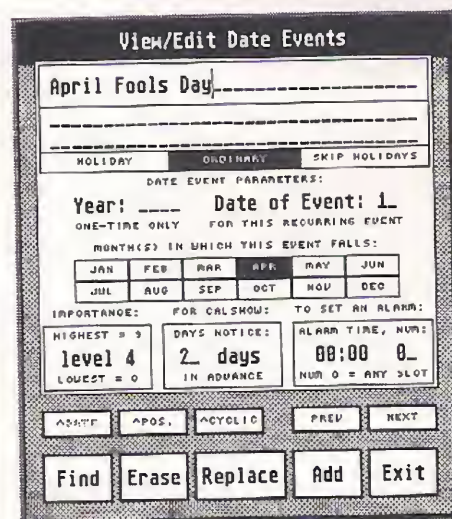 View/Edit Date Events
April Fools Day
HOLIDAY ORDINARY SKIP HOLIDAYS
DATE EVENT PARAMETERS:
Year: ____ Date of Event: 1_
ONE-TIME ONLY FOR THIS RECURRING EVENT
MONTH(S) IN WHICH THIS EVENT FALLS:
JAN FEB MAR APR MAY JUN
JUL AUG SEP OCT NOV DEC
IMPORTANCE: FOR CALSHOW: TO SET AN ALARM:
HIGHEST = 9 DAYS NOTICE: ALARM TIME, NUM:
level 4 2_ days 00:00 0_
LOWEST = 0 IN ADVANCE NUM 0 = ANY SLOT
^DATE ^POS. ^CYCLIC PREV NEXT
Find Erase Replace Add Exit